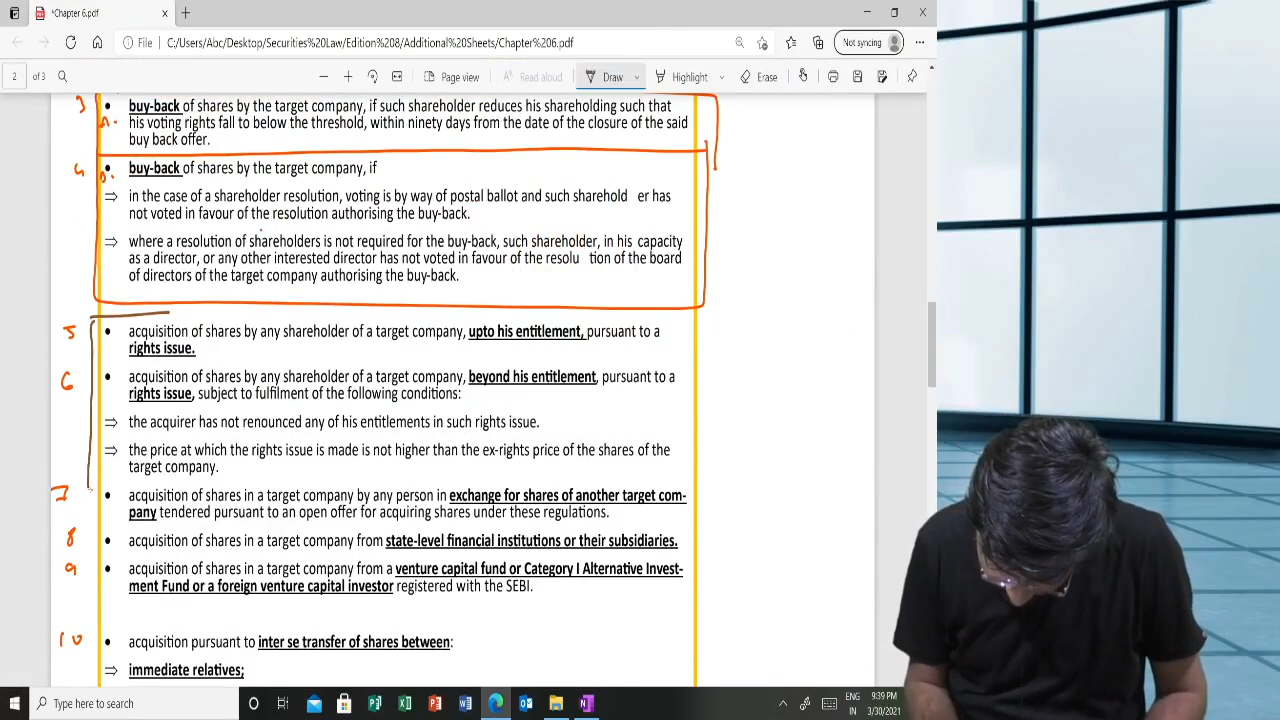 *Chapter 6.pdf
File C:/Users/Abc/Desktop/Securities%20Law/Edition%208/Additional%20Sheets/Chapter%206.pdf
Not syncing
2 of 3
Page view
Read aloud
Draw
Highlight
Erase
3 • buy-back of shares by the target company, if such shareholder reduces his shareholding such that
his voting rights fall to below the threshold, within ninety days from the date of the closure of the said
buy back offer.
4 • buy-back of shares by the target company, if
⇒ in the case of a shareholder resolution, voting is by way of postal ballot and such sharehold er has
not voted in favour of the resolution authorising the buy-back.
⇒ where a resolution of shareholders is not required for the buy-back, such shareholder, in his capacity
as a director, or any other interested director has not voted in favour of the resolu tion of the board
of directors of the target company authorising the buy-back.
5 • acquisition of shares by any shareholder of a target company, upto his entitlement, pursuant to a
rights issue.
6 • acquisition of shares by any shareholder of a target company, beyond his entitlement, pursuant to a
rights issue, subject to fulfilment of the following conditions:
⇒ the acquirer has not renounced any of his entitlements in such rights issue.
⇒ the price at which the rights issue is made is not higher than the ex-rights price of the shares of the
target company.
7 • acquisition of shares in a target company by any person in exchange for shares of another target com-
pany tendered pursuant to an open offer for acquiring shares under these regulations.
8 • acquisition of shares in a target company from state-level financial institutions or their subsidiaries.
9 • acquisition of shares in a target company from a venture capital fund or Category I Alternative Invest-
ment Fund or a foreign venture capital investor registered with the SEBI.
10 • acquisition pursuant to inter se transfer of shares between:
⇒ immediate relatives;
Type here to search
ENG
IN
9:39 PM
3/30/2021